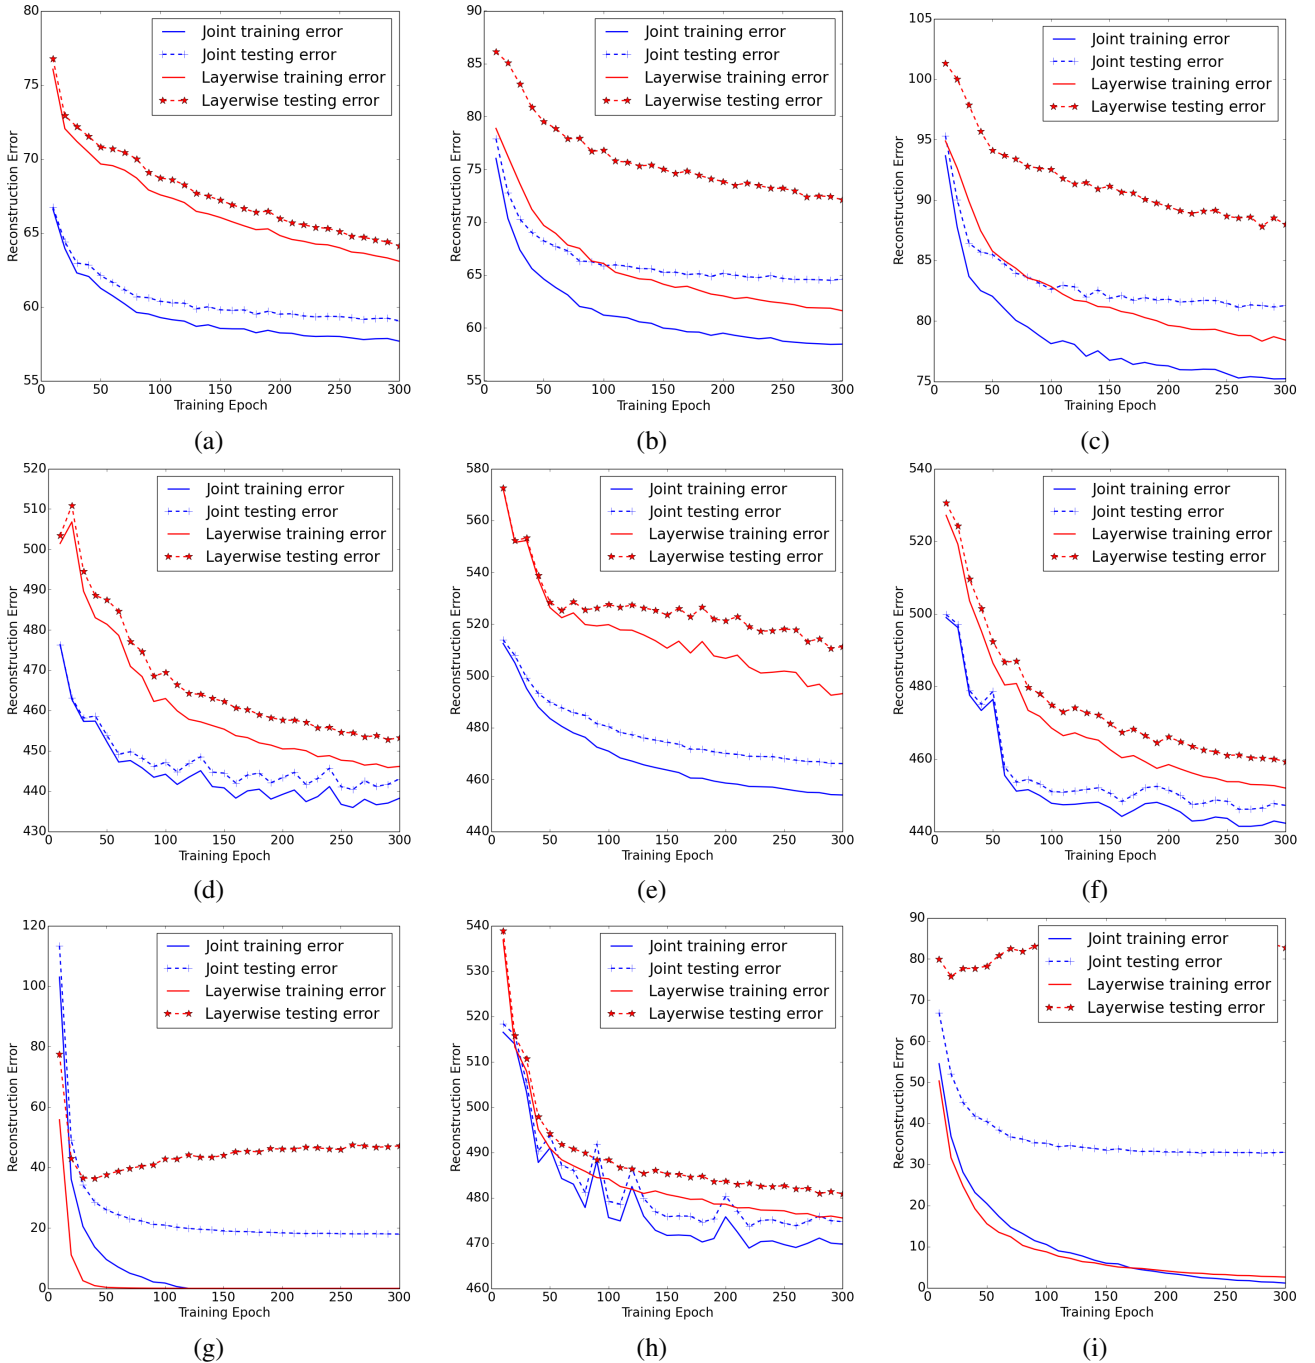 80
75
70
65
60
55
Reconstruction Error
0 50 100 150 200 250 300
Training Epoch
Joint training error
Joint testing error
Layerwise training error
Layerwise testing error
(a)
90
85
80
75
70
65
60
55
Reconstruction Error
0 50 100 150 200 250 300
Training Epoch
Joint training error
Joint testing error
Layerwise training error
Layerwise testing error
(b)
105
100
95
90
85
80
75
Reconstruction Error
0 50 100 150 200 250 300
Training Epoch
Joint training error
Joint testing error
Layerwise training error
Layerwise testing error
(c)
520
510
500
490
480
470
460
450
440
430
Reconstruction Error
0 50 100 150 200 250 300
Training Epoch
Joint training error
Joint testing error
Layerwise training error
Layerwise testing error
(d)
580
560
540
520
500
480
460
440
Reconstruction Error
0 50 100 150 200 250 300
Training Epoch
Joint training error
Joint testing error
Layerwise training error
Layerwise testing error
(e)
540
520
500
480
460
440
Reconstruction Error
0 50 100 150 200 250 300
Training Epoch
Joint training error
Joint testing error
Layerwise training error
Layerwise testing error
(f)
120
100
80
60
40
20
0
Reconstruction Error
0 50 100 150 200 250 300
Training Epoch
Joint training error
Joint testing error
Layerwise training error
Layerwise testing error
(g)
540
530
520
510
500
490
480
470
460
Reconstruction Error
0 50 100 150 200 250 300
Training Epoch
Joint training error
Joint testing error
Layerwise training error
Layerwise testing error
(h)
90
80
70
60
50
40
30
20
10
0
Reconstruction Error
0 50 100 150 200 250 300
Training Epoch
Joint training error
Joint testing error
Layerwise training error
Layerwise testing error
(i)